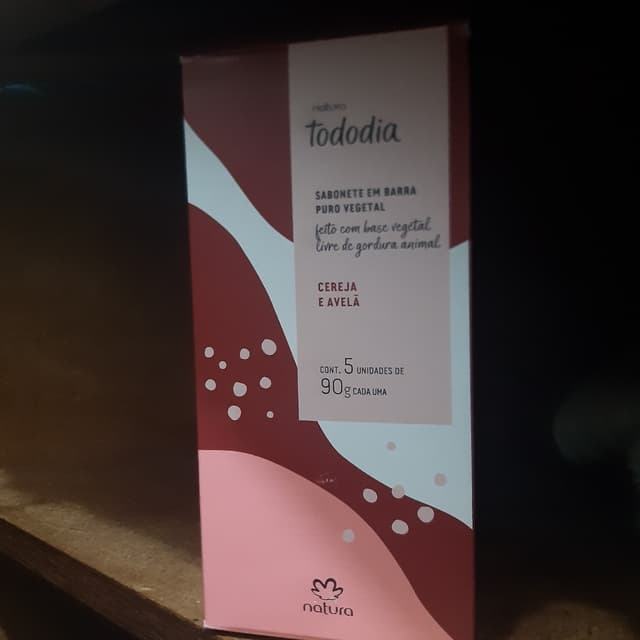 natura
tododia
SABONETE EM BARRA
PURO VEGETAL
feito com base vegetal
livre de gordura animal
CEREJA
E AVELÃ
CONT. 5 UNIDADES DE
90g CADA UMA
natura